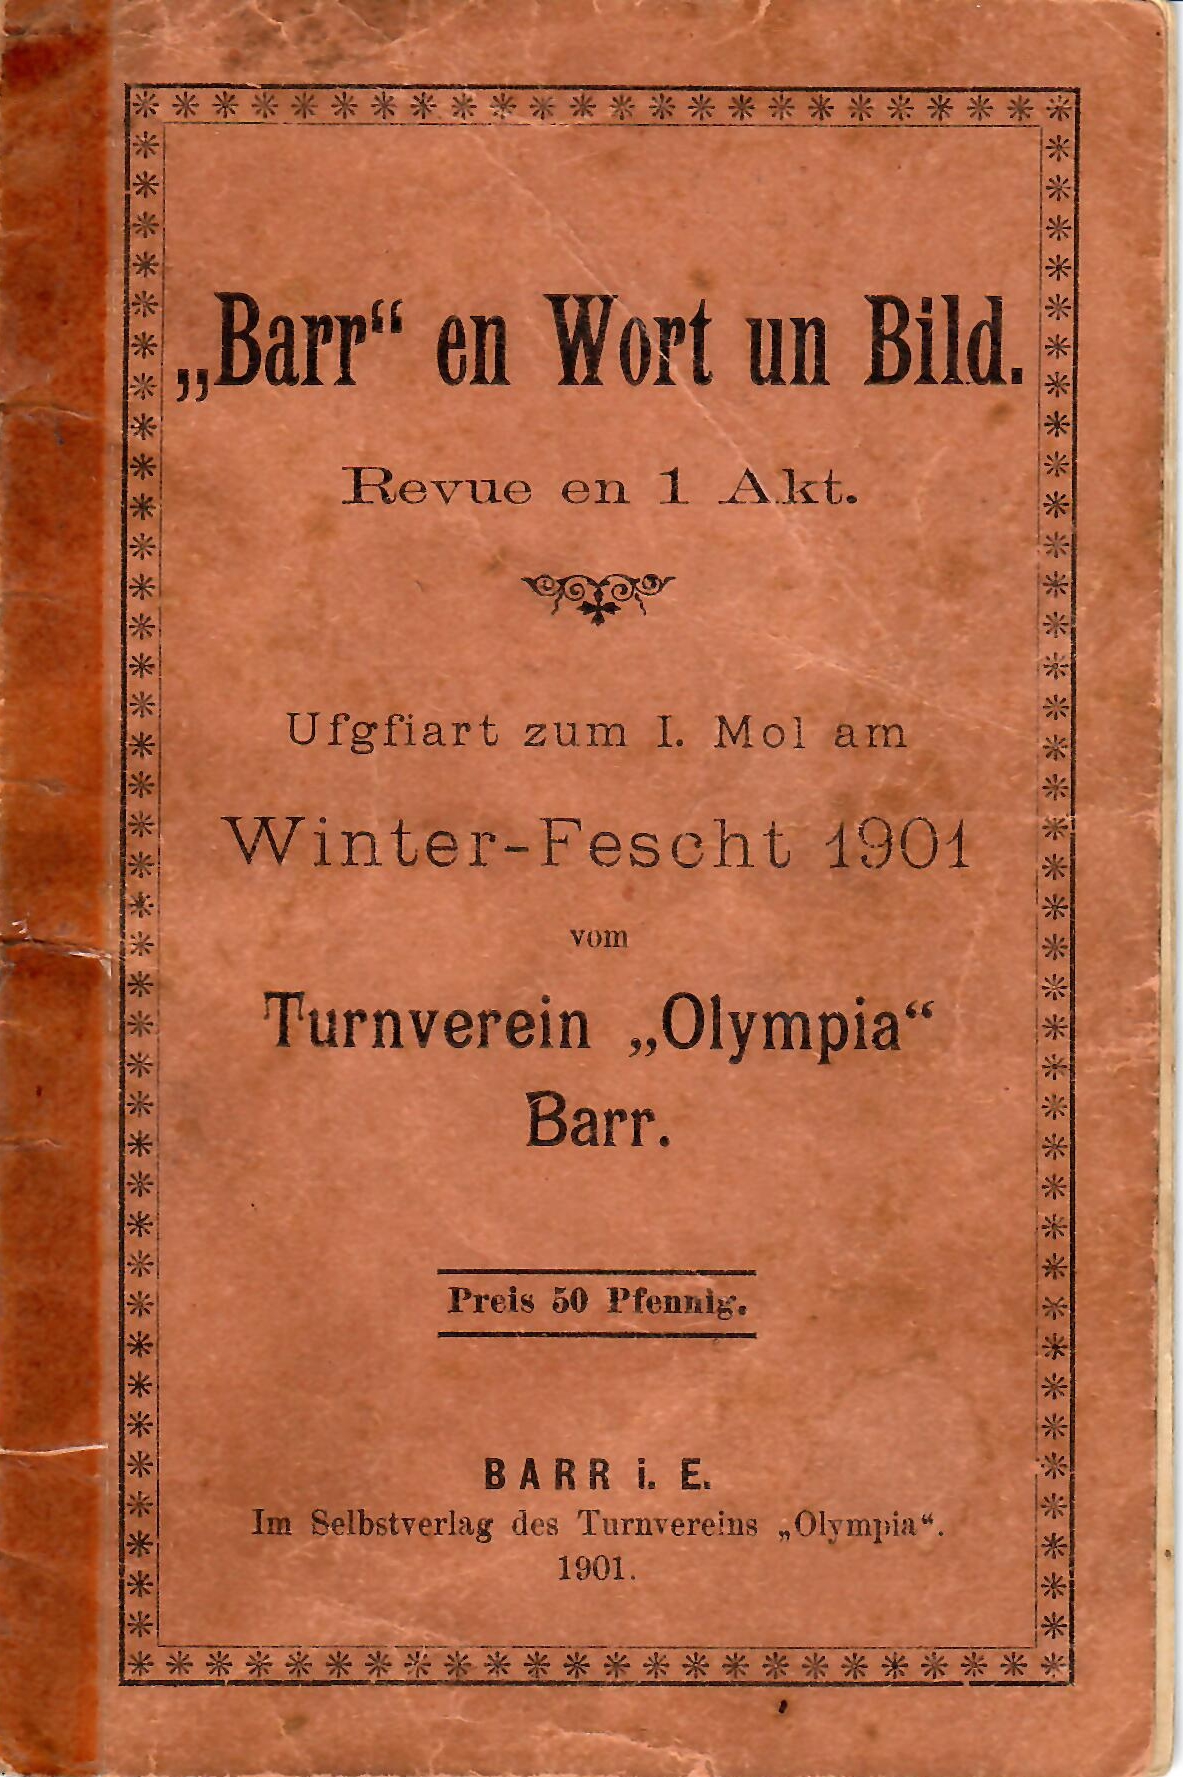 „Barr“ en Wort un Bild.
Revue en 1 Akt.
Ufgfiart zum I. Mol am
Winter-Fescht 1901
vom
Turnverein „Olympia“
Barr.
Preis 50 Pfennig.
BARR i. E.
Im Selbstverlag des Turnvereins „Olympia“.
1901.